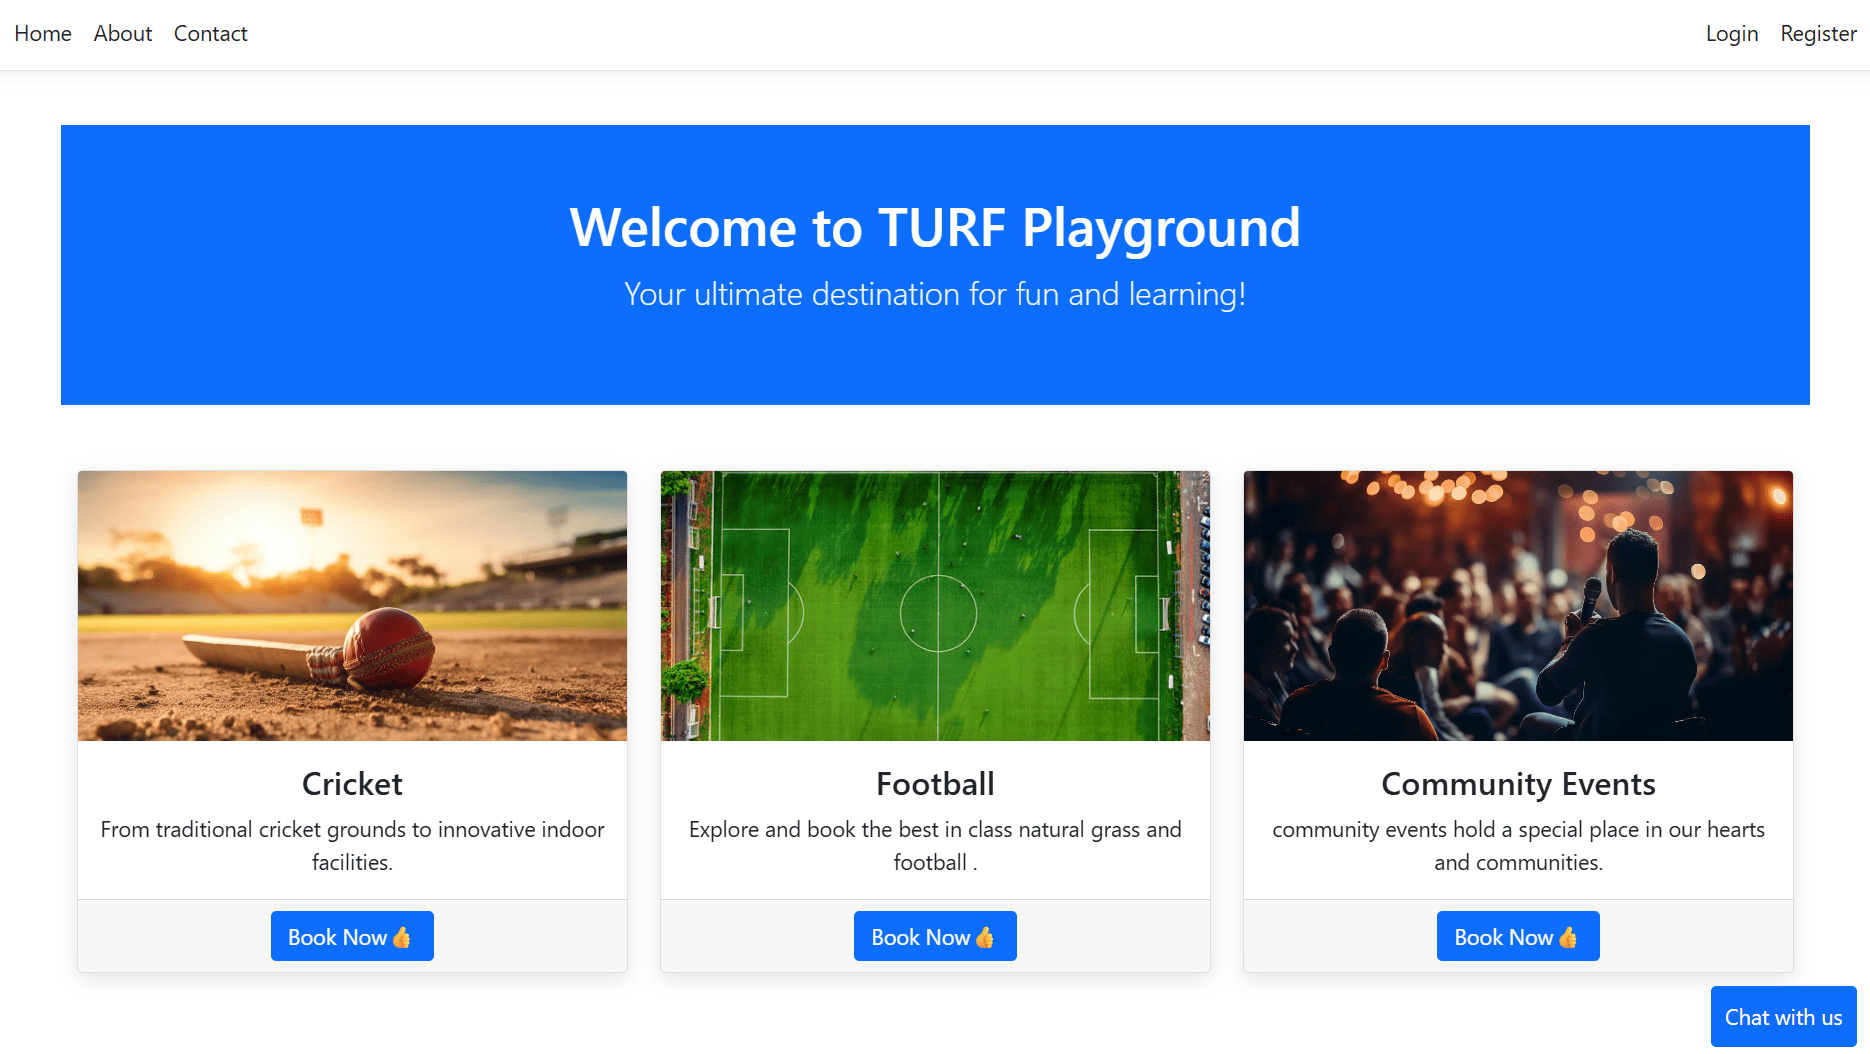 Home About Contact Login Register
Welcome to TURF Playground
Your ultimate destination for fun and learning!
Cricket
From traditional cricket grounds to innovative indoor
facilities.
Book Now👍
Football
Explore and book the best in class natural grass and
football .
Book Now👍
Community Events
community events hold a special place in our hearts
and communities.
Book Now👍
Chat with us